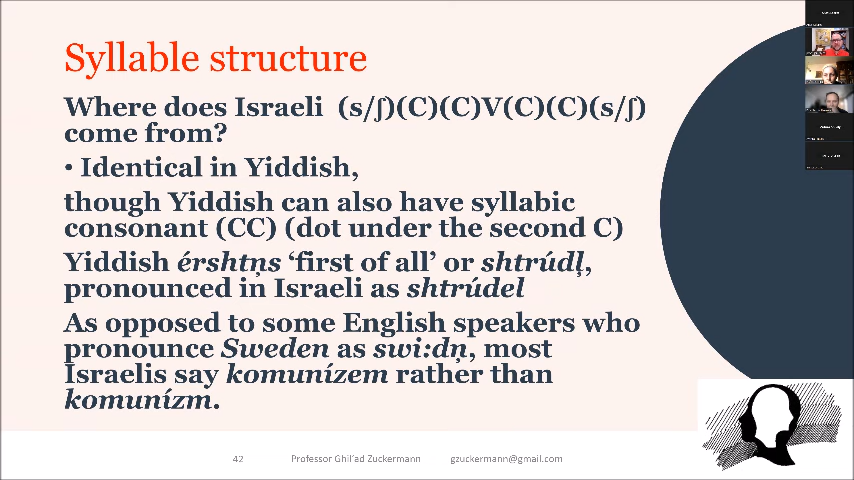 Syllable structure
Where does Israeli (s/ʃ)(C)(C)V(C)(C)(s/ʃ)
come from?
• Identical in Yiddish,
though Yiddish can also have syllabic
consonant (CC) (dot under the second C)
Yiddish érshtṇs ‘first of all’ or shtrúdḷ,
pronounced in Israeli as shtrúdel
As opposed to some English speakers who
pronounce Sweden as swi:dṇ, most
Israelis say komunízem rather than
komunízm.
42 Professor Ghil‘ad Zuckermann gzuckermann@gmail.com